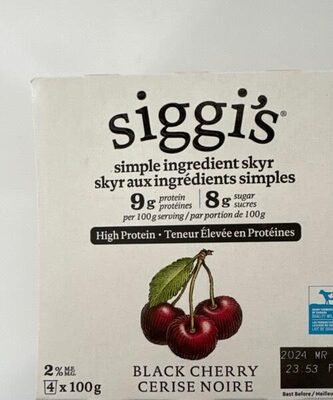 siggi's®
simple ingredient skyr
skyr aux ingrédients simples
9g protein protéines 8g sugar sucres
per 100g serving / par portion de 100g
High Protein • Teneur Élevée en Protéines
2% M.F. % M.G.
4 x 100g
BLACK CHERRY
CERISE NOIRE
2024 MR
23 53 F
Best Before / Meilleu